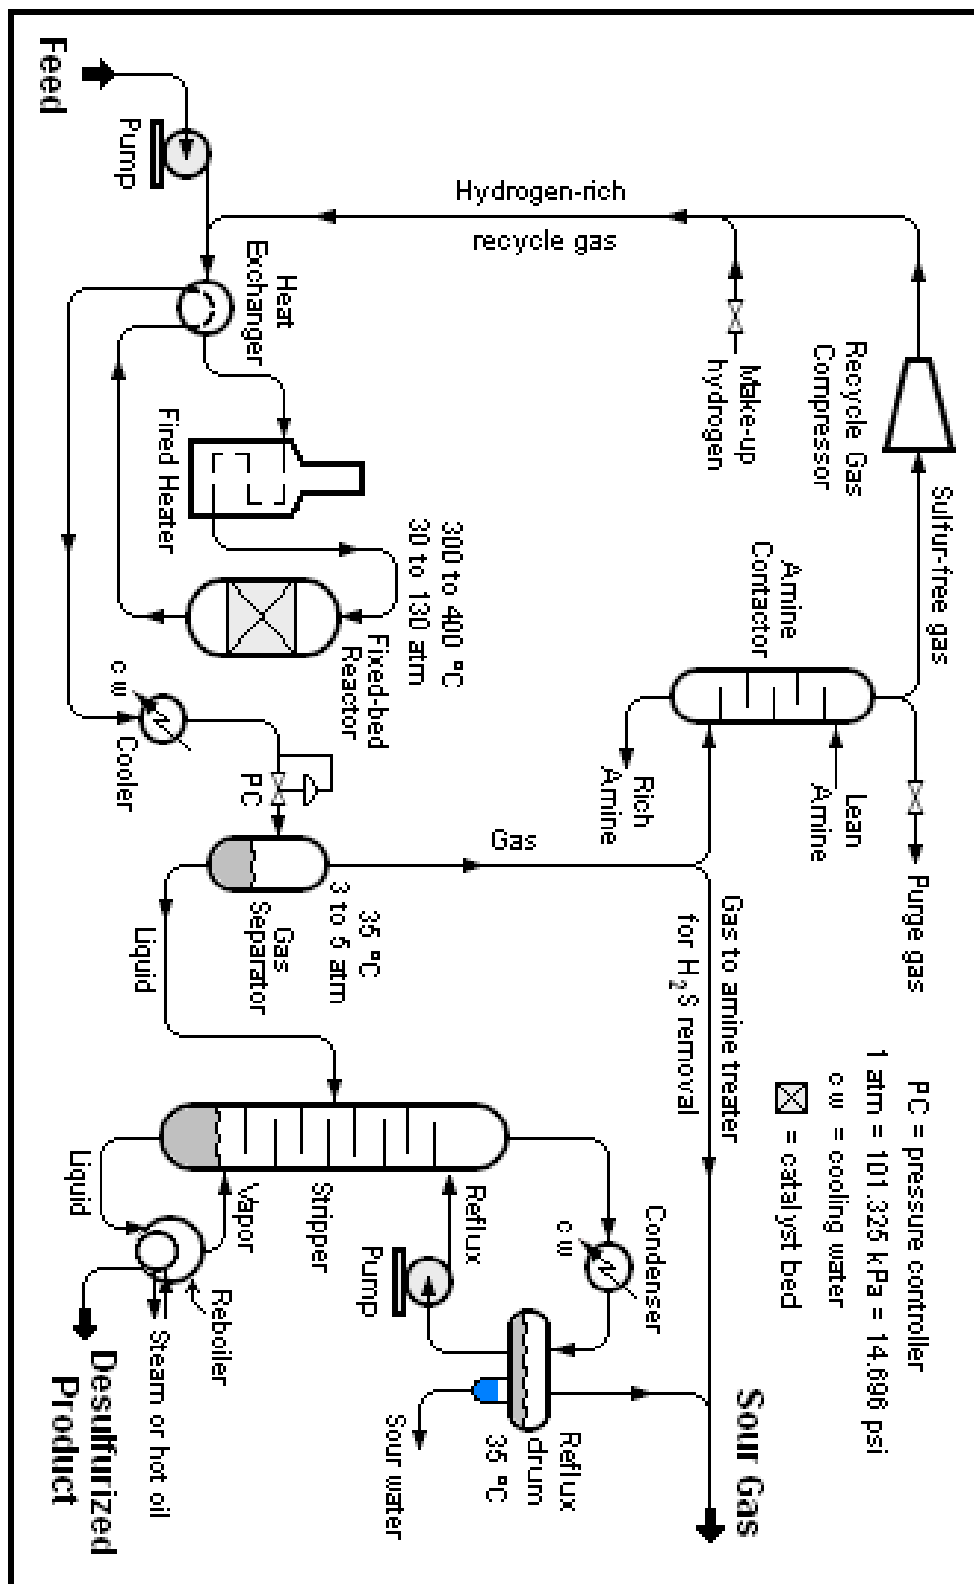 Purge gas
PC = pressure controller
1 atm = 101.325 kPa = 14.696 psi
c w = cooling water
= catalyst bed
Sulfur-free gas
Recycle Gas
Compressor
Lean
Amine
Amine
Contactor
Rich
Amine
Make-up
hydrogen
Gas to amine treater
for H₂S removal
Sour Gas
Hydrogen-rich
recycle gas
Gas
Condenser
c w
Reflux
drum
35 °C
Sour water
Reflux
Pump
300 to 400 °C
30 to 130 atm
Fixed-bed
Reactor
35 °C
3 to 5 atm
Gas
Separator
Stripper
Heat
Exchanger
Fired Heater
PC
Cooler
c w
Pump
Feed
Liquid
Vapor
Reboiler
Liquid
Steam or hot oil
Desulfurized
Product